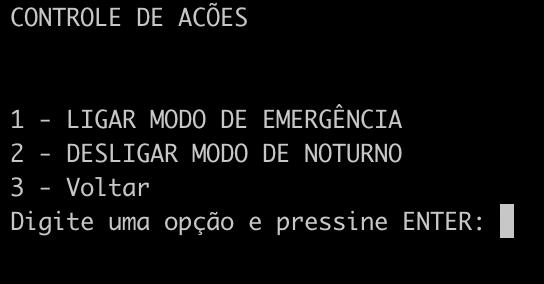 CONTROLE DE ACÕES
1 - LIGAR MODO DE EMERGÊNCIA
2 - DESLIGAR MODO DE NOTURNO
3 - Voltar
Digite uma opção e pressine ENTER: